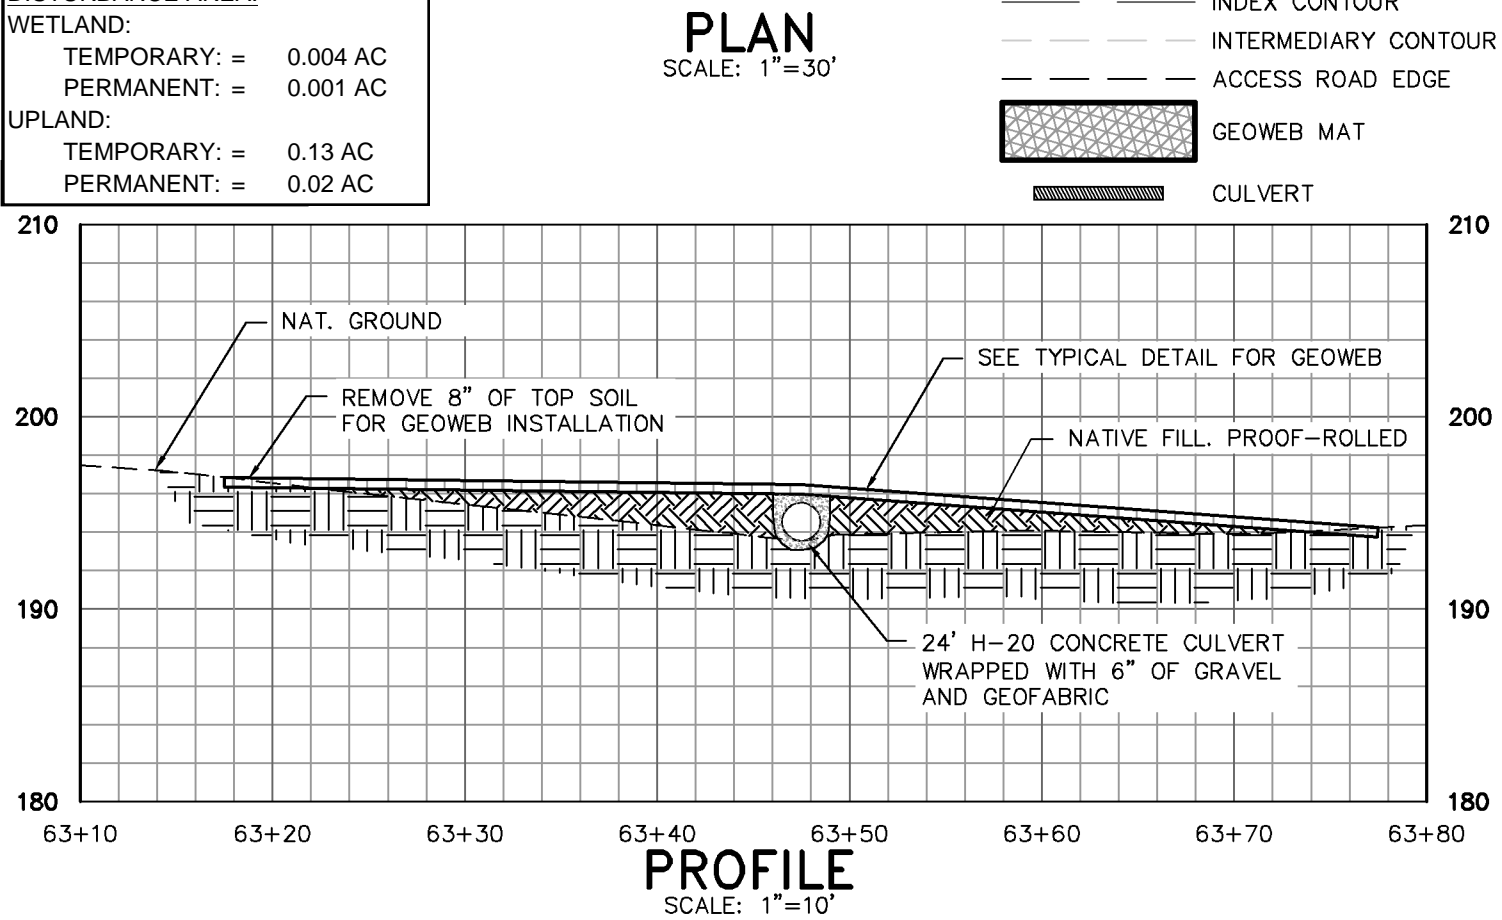 DISTURBANCE AREA:
WETLAND:
TEMPORARY: = 0.004 AC
PERMANENT: = 0.001 AC
UPLAND:
TEMPORARY: = 0.13 AC
PERMANENT: = 0.02 AC
PLAN
SCALE: 1"=30'
INDEX CONTOUR
INTERMEDIARY CONTOUR
ACCESS ROAD EDGE
GEOWEB MAT
CULVERT
210
210
NAT. GROUND
SEE TYPICAL DETAIL FOR GEOWEB
REMOVE 8" OF TOP SOIL
FOR GEOWEB INSTALLATION
200
200
NATIVE FILL. PROOF-ROLLED
190
190
24' H-20 CONCRETE CULVERT
WRAPPED WITH 6" OF GRAVEL
AND GEOFABRIC
180
180
63+10 63+20 63+30 63+40 63+50 63+60 63+70 63+80
PROFILE
SCALE: 1"=10'